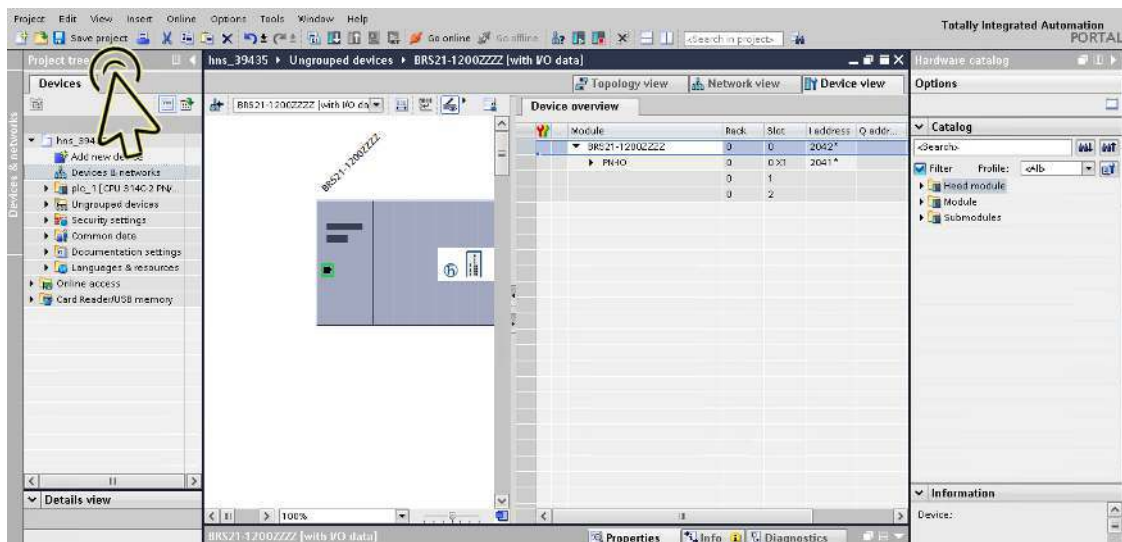 Project Edit View Insert Online Options Tools Window Help
Totally Integrated Automation
PORTAL
Save project
Go online
Go offline
<Search in project>
Project tree
hns_39435 ▸ Ungrouped devices ▸ BRS21-1200ZZZZ [with I/O data]
Hardware catalog
Devices
Topology view
Network view
Device view
Options
BRS21-1200ZZZZ [with I/O da
Device overview
Module Rack Slot I address Q addr...
BRS21-1200ZZZZ 0 0 2042*
PN-IO 0 0 X1 2041*
0 1
0 2
BRS21-1200ZZZZ
Devices & networks
Add new
Devices & networks
plc_1 [CPU 314C-2 PN/...
Ungrouped devices
Security settings
Common data
Documentation settings
Languages & resources
Online access
Card Reader/USB memory
Catalog
<Search>
Filter Profile: <Al>
Head module
Module
Submodules
Details view
100%
Information
Device:
BRS21-1200ZZZZ [with I/O data]
Properties
Info
Diagnostics